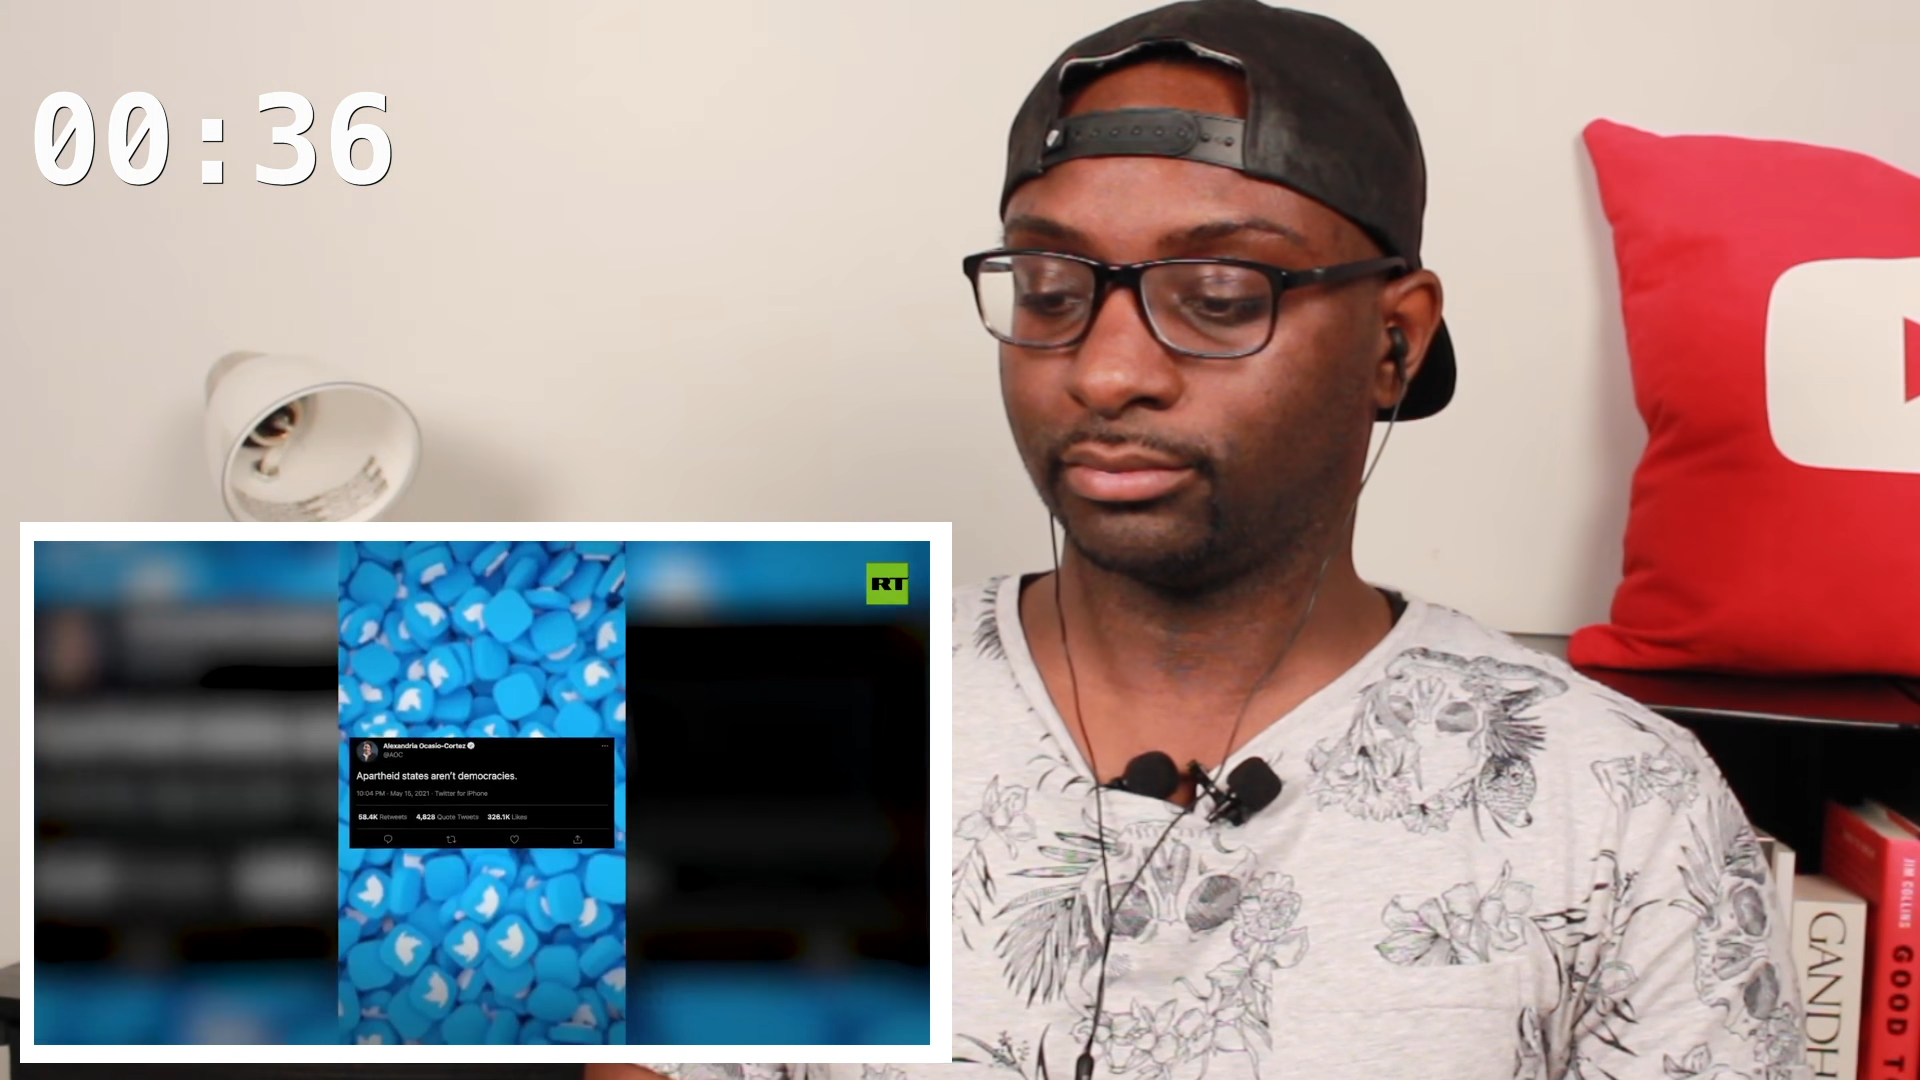 00:36
RT
Alexandria Ocasio-Cortez
@AOC
Apartheid states aren't democracies.
10:04 PM · May 15, 2021 · Twitter for iPhone
58.4K Retweets 4,828 Quote Tweets 326.1K Likes
JIM COLLINS
GOOD T
GANDH